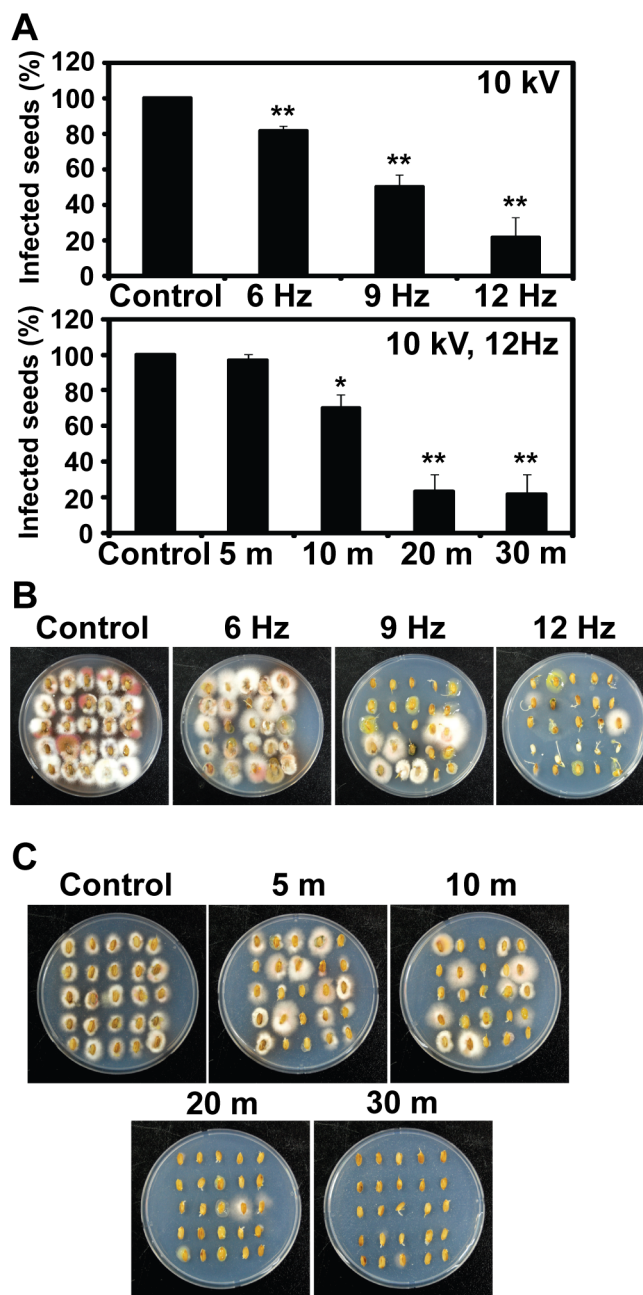 A
Infected seeds (%)
120
100
80
60
40
20
0
10 kV
**
**
**
Control 6 Hz 9 Hz 12 Hz
Infected seeds (%)
120
100
80
60
40
20
0
10 kV, 12Hz
*
**
**
Control 5 m 10 m 20 m 30 m
B
Control 6 Hz 9 Hz 12 Hz
C
Control 5 m 10 m
20 m 30 m